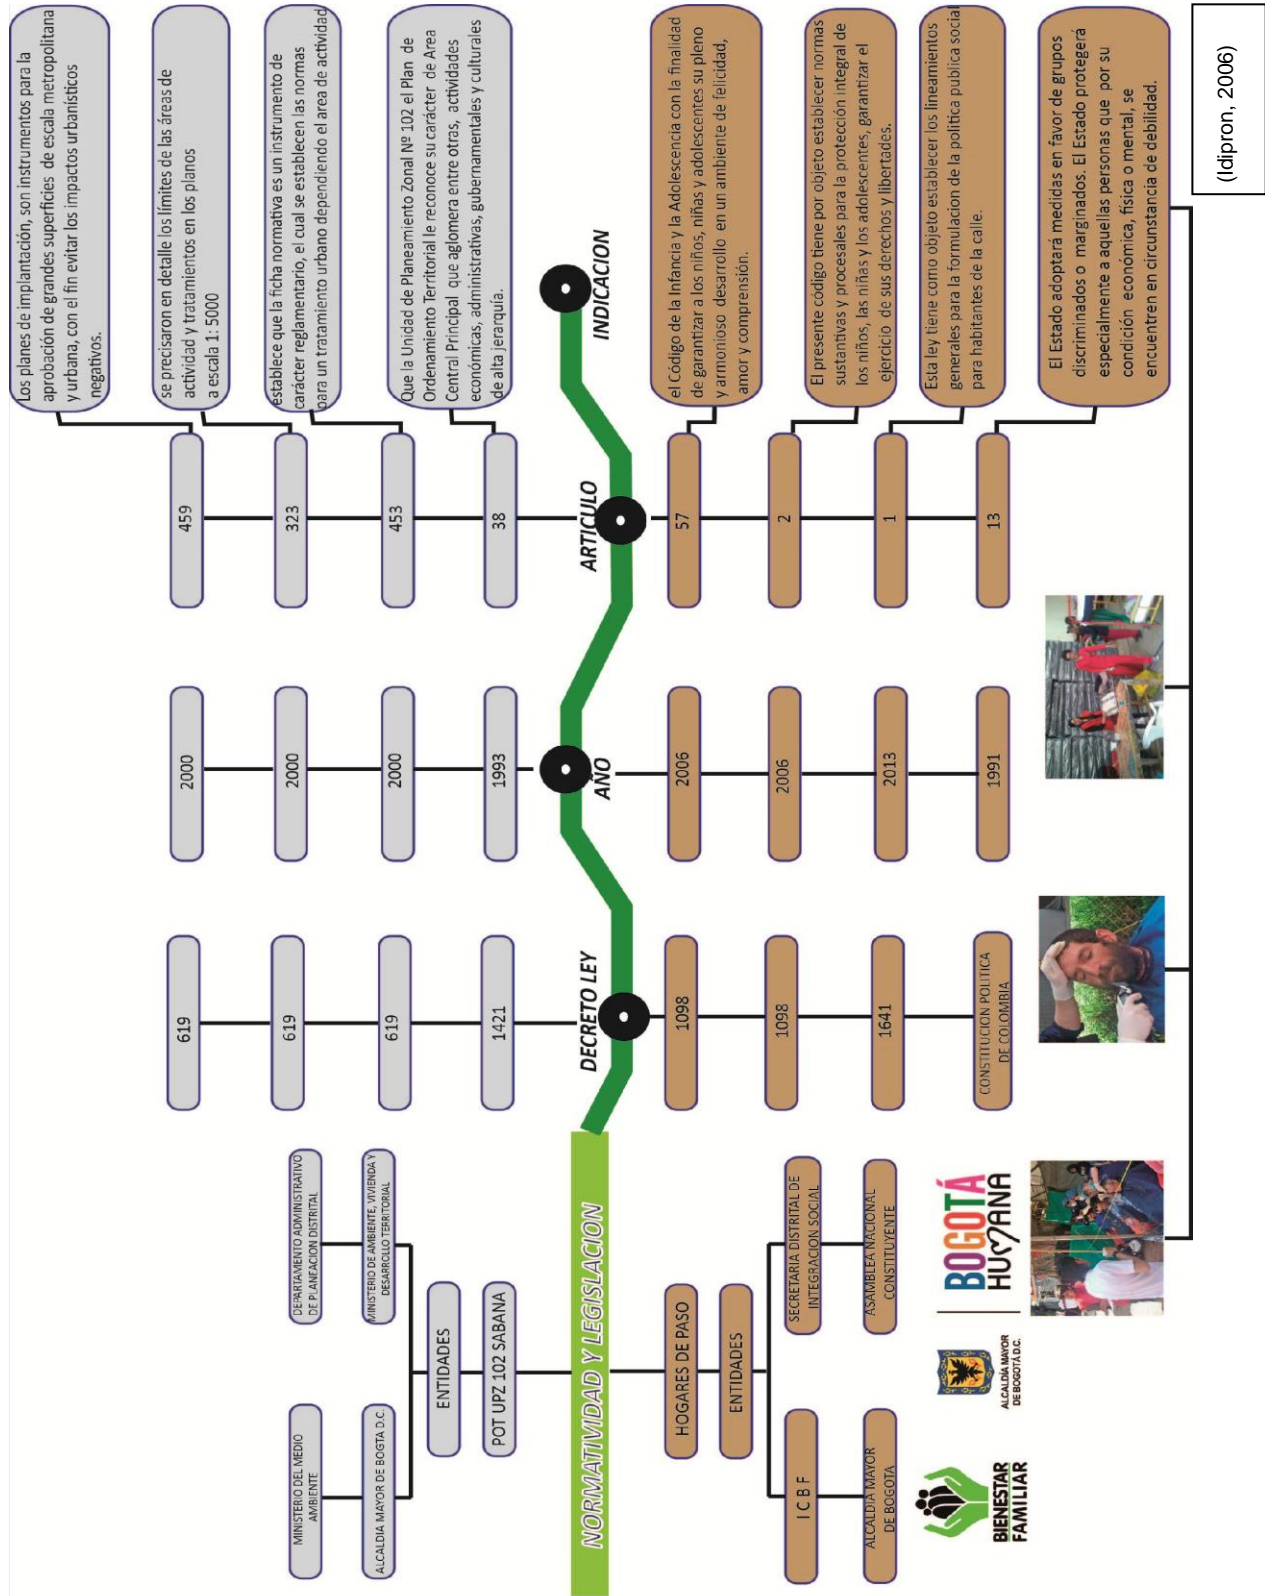 MINISTERIO DEL MEDIO
AMBIENTE
DEPARTAMENTO ADMINISTRATIVO
DE PLANEACION DISTRITAL
ALCALDIA MAYOR DE BOGTA D.C.
MINISTERIO DE AMBIENTE, VIVIENDA Y
DESARROLLO TERRITORIAL
ENTIDADES
POT UPZ 102 SABANA
NORMATIVIDAD Y LEGISLACION
HOGARES DE PASO
ENTIDADES
I C B F
SECRETARIA DISTRITAL DE
INTEGRACION SOCIAL
ALCALDIA MAYOR
DE BOGOTA
ASAMBLEA NACIONAL
CONSTITUYENTE
BIENESTAR
FAMILIAR
ALCALDÍA MAYOR
DE BOGOTÁ D.C.
BOGOTÁ
HUMANA
619
619
619
1421
DECRETO LEY
1098
1098
1641
CONSTITUCION POLITICA
DE COLOMBIA
2000
2000
2000
1993
AÑO
2006
2006
2013
1991
459
323
453
38
ARTICULO
57
2
1
13
Los planes de implantación, son instrumentos para la
aprobación de grandes superficies de escala metropolitana
y urbana, con el fin evitar los impactos urbanísticos
negativos.
se precisaron en detalle los límites de las áreas de
actividad y tratamientos en los planos
a escala 1: 5000
establece que la ficha normativa es un instrumento de
carácter reglamentario, el cual se establecen las normas
para un tratamiento urbano dependiendo el area de actividad
Que la Unidad de Planeamiento Zonal Nº 102 el Plan de
Ordenamiento Territorial le reconoce su carácter de Area
Central Principal que aglomera entre otras, actividades
económicas, administrativas, gubernamentales y culturales
de alta jerarquía.
INDICACION
el Código de la Infancia y la Adolescencia con la finalidad
de garantizar a los niños, niñas y adolescentes su pleno
y armonioso desarrollo en un ambiente de felicidad,
amor y comprensión.
El presente código tiene por objeto establecer normas
sustantivas y procesales para la protección integral de
los niños, las niñas y los adolescentes, garantizar el
ejercicio de sus derechos y libertades.
Esta ley tiene como objeto establecer los lineamientos
generales para la formulacion de la politica publica social
para habitantes de la calle.
El Estado adoptará medidas en favor de grupos
discriminados o marginados. El Estado protegerá
especialmente a aquellas personas que por su
condición económica, física o mental, se
encuentren en circunstancia de debilidad.
(Idipron, 2006)